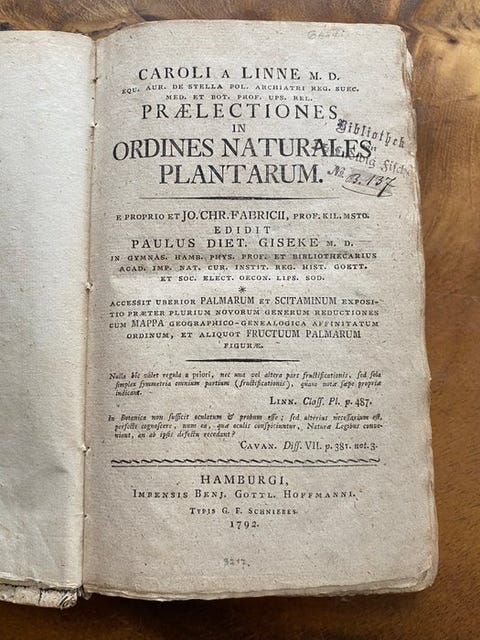 CAROLI A LINNE M. D.
EQU. AUR. DE STELLA POL. ARCHIATRI REG. SUEC.
MED. ET BOT. PROF. UPS. REL.
PRÆLECTIONES
IN
ORDINES NATURALES
PLANTARUM.
Bibliothek
No. B. 137
E PROPRIO ET JO. CHR. FABRICII, PROF. KIL. MSTO.
EDIDIT
PAULUS DIET. GISEKE M. D.
IN GYMNAS. HAMB. PHYS. PROF. ET BIBLIOTHECARIUS
ACAD. IMP. NAT. CUR. INSTIT. REG. HIST. GOETT.
ET SOC. ELECT. OECON. LIPS. SOD.
*
ACCESSIT UBERIOR PALMARUM ET SCITAMINUM EXPOSI-
TIO PRÆTER PLURIUM NOVORUM GENERUM REDUCTIONES
CUM MAPPA GEOGRAPHICO-GENEALOGICA AFFINITATUM
ORDINUM, ET ALIQUOT FRUCTUUM PALMARUM
FIGURÆ.
Nulla hic valet regula a priori, nec una vel altera pars fructificationis, sed sola
simplex symmetria omnium partium (fructificationis), quam notæ sæpe propriæ
indicant.
LINN. Class. Pl. p. 487.
In Botanica non sufficit oculatum & probum esse; sed ulterius necessarium est,
perfecte cognoscere, num ea, quæ oculis conspiciuntur, Naturæ Legibus conve-
niunt, an ab ipsis defectu recedant?
CAVAN. Diss. VII. p. 381. not. 3.
HAMBURGI,
IMPENSIS BENJ. GOTTL. HOFFMANNI.
TYPIS G. F. SCHNIEBES.
1792.